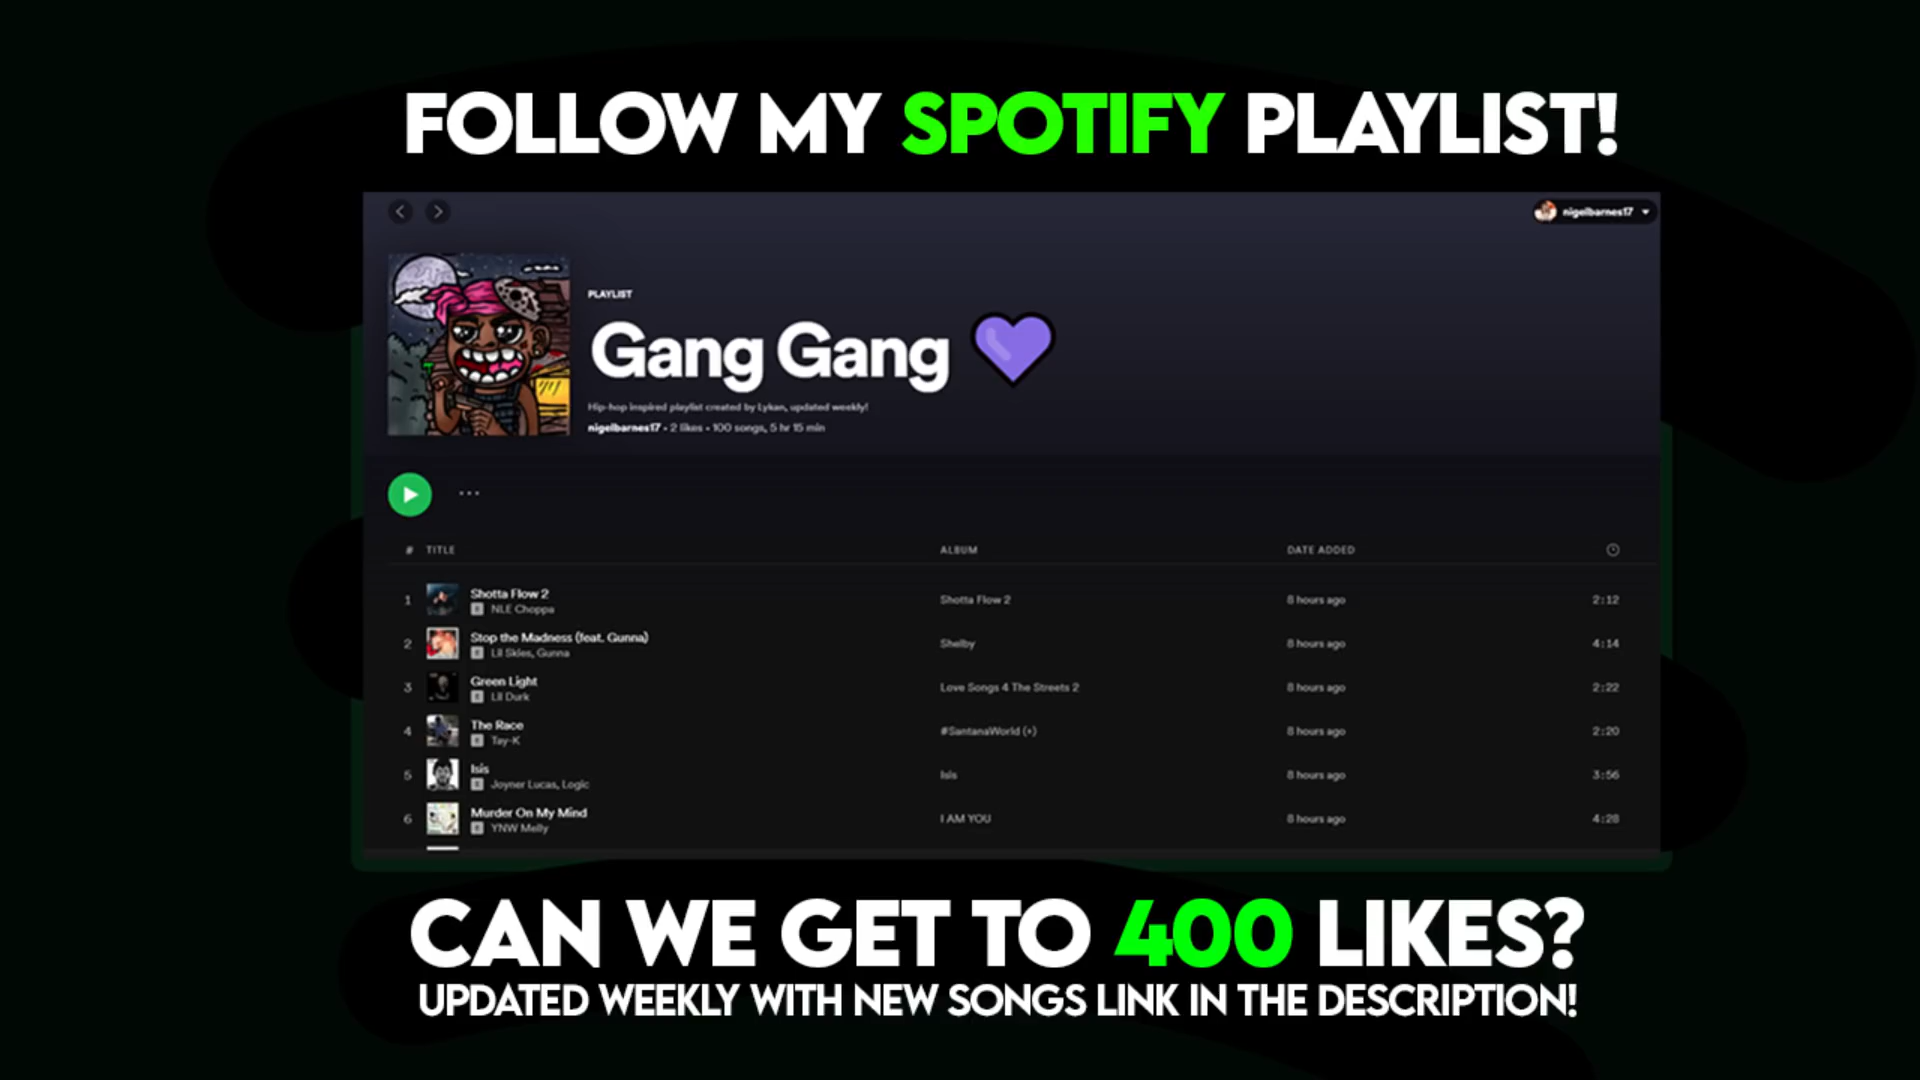 FOLLOW MY SPOTIFY PLAYLIST!
nigelbarnes17
PLAYLIST
Gang Gang
Hip-hop inspired playlist created by Lykan, updated weekly!
nigelbarnes17 • 2 likes • 100 songs, 5 hr 15 min
# TITLE ALBUM DATE ADDED
1 Shotta Flow 2 Shotta Flow 2 8 hours ago 2:12
E NLE Choppa
2 Stop the Madness (feat. Gunna) Shelby 8 hours ago 4:14
E Lil Skies, Gunna
3 Green Light Love Songs 4 The Streets 2 8 hours ago 2:22
E Lil Durk
4 The Race #SantanaWorld (+) 8 hours ago 2:20
E Tay-K
5 Isis Isis 8 hours ago 3:56
E Joyner Lucas, Logic
6 Murder On My Mind I AM YOU 8 hours ago 4:28
E YNW Melly
CAN WE GET TO 400 LIKES?
UPDATED WEEKLY WITH NEW SONGS LINK IN THE DESCRIPTION!